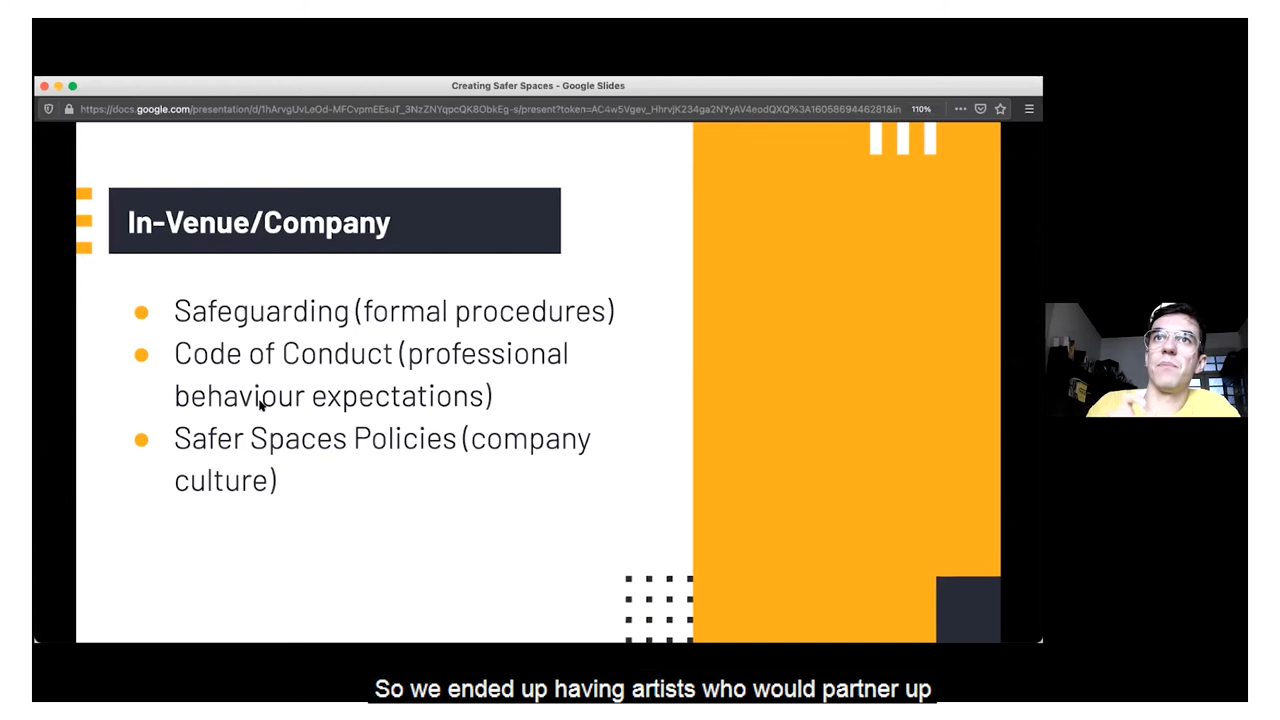 Creating Safer Spaces - Google Slides
110%
In-Venue/Company
Safeguarding (formal procedures)
Code of Conduct (professional
behaviour expectations)
Safer Spaces Policies (company
culture)
So we ended up having artists who would partner up